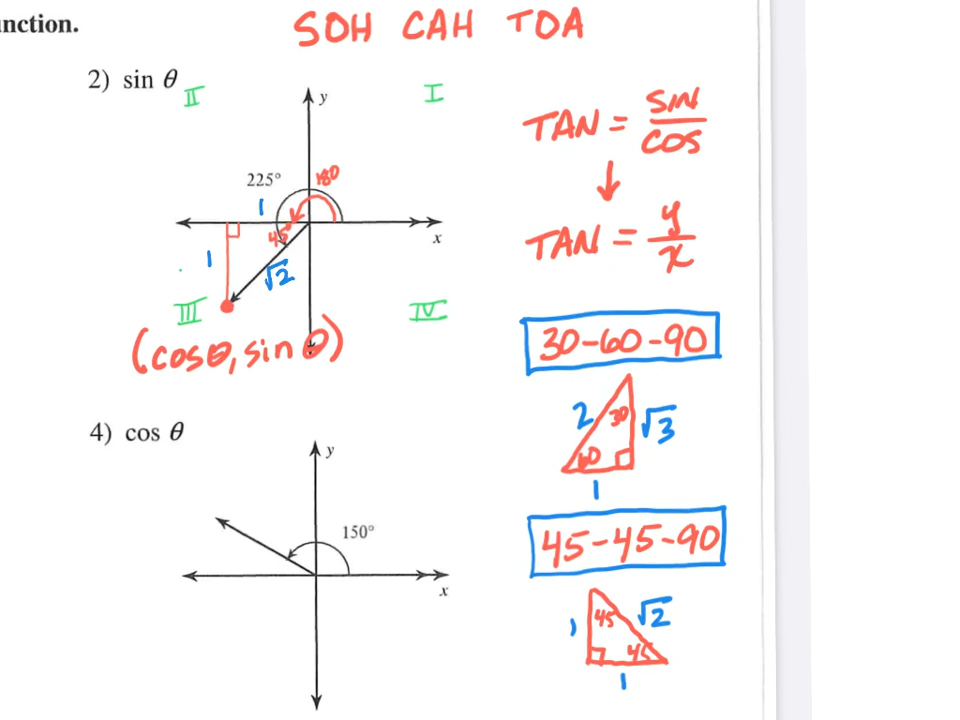 nction.
SOH CAH TOA
2) sin θ
II
I
y
225°
180
1
45°
x
1
√2
III
IV
(cosθ, sin θ)
TAN = sin/cos
↓
TAN = y/x
30-60-90
2
30
√3
60
1
4) cos θ
y
150°
x
45-45-90
1
45
√2
45
1